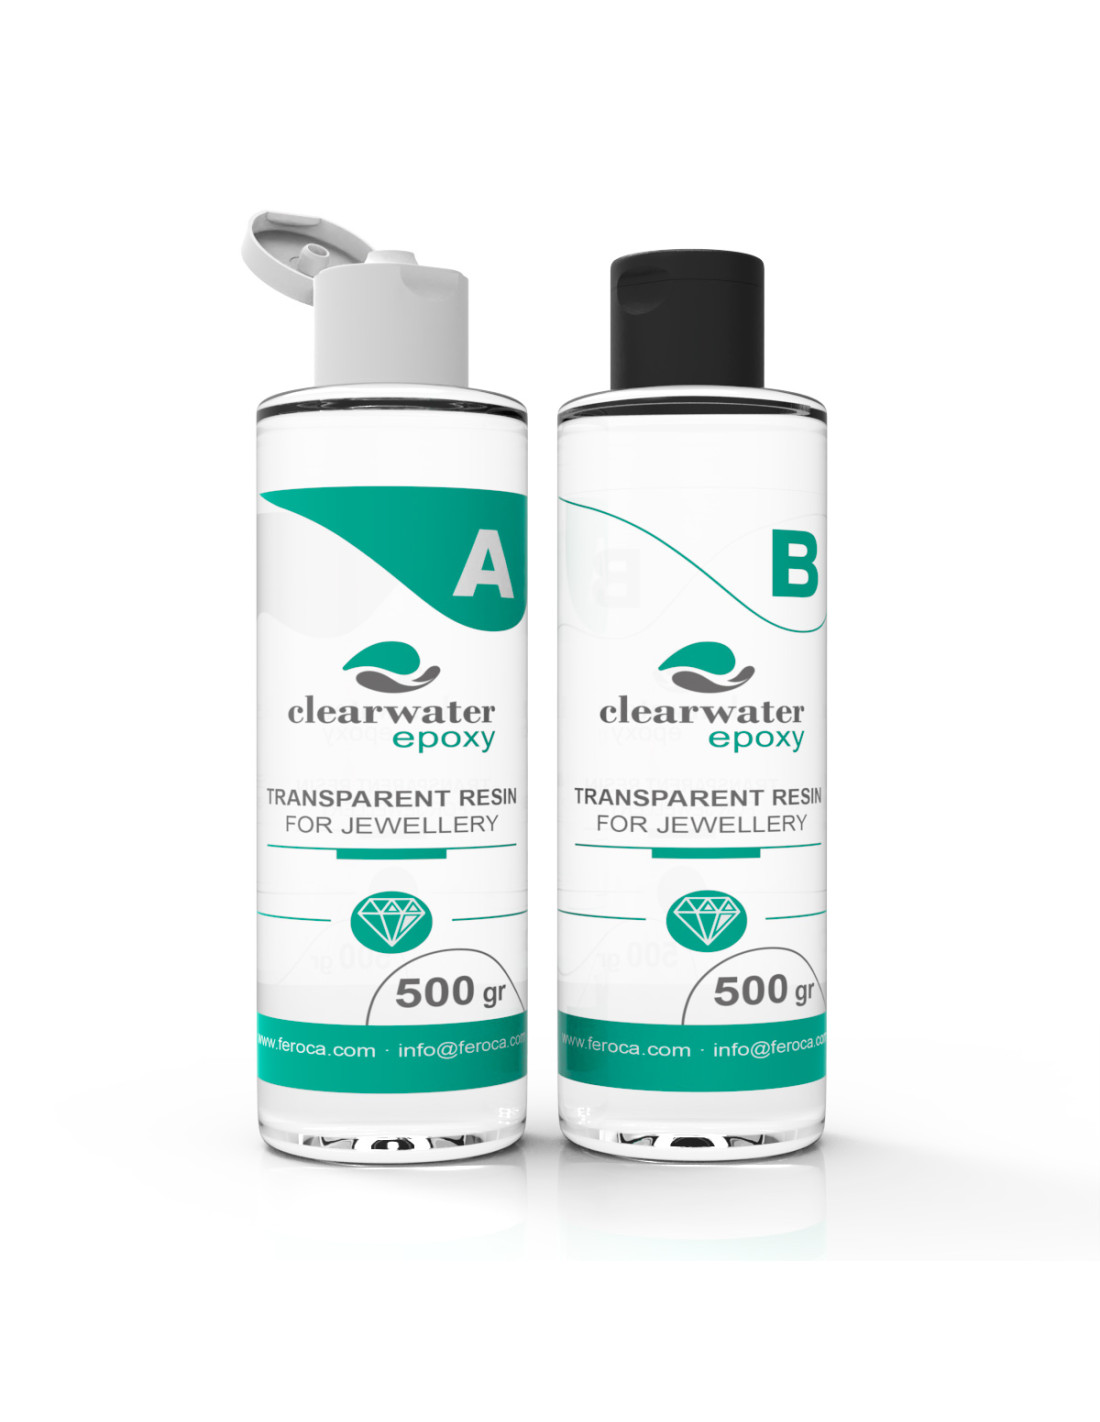 A
clearwater
epoxy
TRANSPARENT RESIN
FOR JEWELLERY
500 gr
www.feroca.com · info@feroca.com
B
clearwater
epoxy
TRANSPARENT RESIN
FOR JEWELLERY
500 gr
www.feroca.com · info@feroca.com